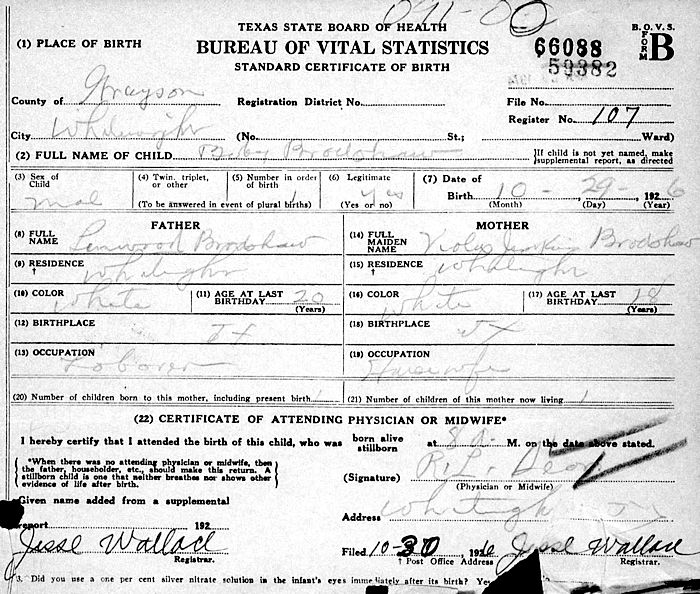 TEXAS STATE BOARD OF HEALTH
BUREAU OF VITAL STATISTICS
STANDARD CERTIFICATE OF BIRTH
B. O. V. S.
FORM B
66088
59382
(1) PLACE OF BIRTH
County of Grayson Registration District No. File No.
Register No. 107
City Whitewright (No. St.; Ward)
(2) FULL NAME OF CHILD Baby Bradshaw {If child is not yet named, make supplemental report, as directed
(3) Sex of Child Mal (4) Twin, triplet, or other (5) Number in order of birth 1 (6) Legitimate Yes (Yes or no) (7) Date of Birth 10 - 29 - 1926
(To be answered in event of plural births) (Month) (Day) (Year)
FATHER
(8) FULL NAME Linwood Bradshaw
(9) RESIDENCE † Whitewright
(10) COLOR White (11) AGE AT LAST BIRTHDAY 20 (Years)
(12) BIRTHPLACE TX
(13) OCCUPATION Laborer
MOTHER
(14) FULL MAIDEN NAME Jenkins Bradshaw
(15) RESIDENCE † Whitewright
(16) COLOR White (17) AGE AT LAST BIRTHDAY 18 (Years)
(18) BIRTHPLACE TX
(19) OCCUPATION Housewife
(20) Number of children born to this mother, including present birth 1 (21) Number of children of this mother now living 1
(22) CERTIFICATE OF ATTENDING PHYSICIAN OR MIDWIFE*
I hereby certify that I attended the birth of this child, who was born alive stillborn at 8 M. on the date above stated.
{*When there was no attending physician or midwife, then the father, householder, etc., should make this return. A stillborn child is one that neither breathes nor shows other evidence of life after birth.}
(Signature) R. L.
(Physician or Midwife)
Given name added from a supplemental
report 192
Address
Jesse Wallace
Registrar.
Filed 10-30 1926 Jesse Wallace
† Post Office Address Registrar.
3. Did you use a one per cent silver nitrate solution in the infant's eyes immediately after its birth?